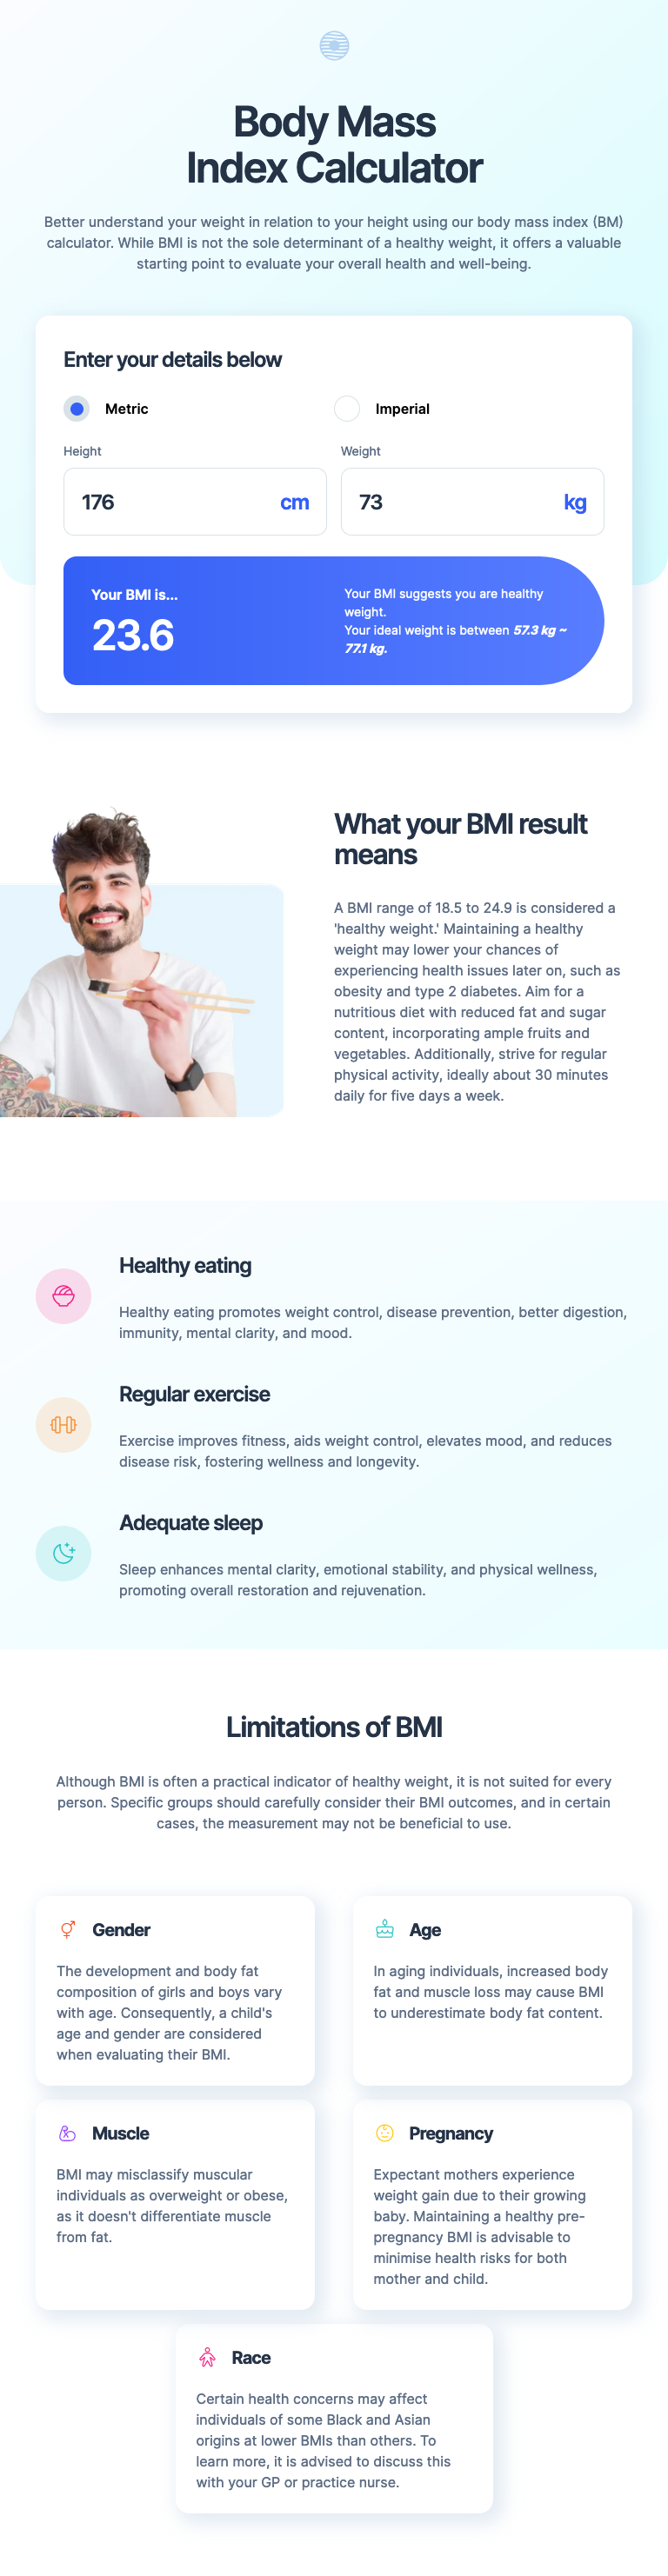 Body Mass
Index Calculator
Better understand your weight in relation to your height using our body mass index (BM)
calculator. While BMI is not the sole determinant of a healthy weight, it offers a valuable
starting point to evaluate your overall health and well-being.
Enter your details below
Metric
Imperial
Height
Weight
176 cm
73 kg
Your BMI is...
23.6
Your BMI suggests you are healthy
weight.
Your ideal weight is between 57.3 kg ~
77.1 kg.
What your BMI result
means
A BMI range of 18.5 to 24.9 is considered a
'healthy weight.' Maintaining a healthy
weight may lower your chances of
experiencing health issues later on, such as
obesity and type 2 diabetes. Aim for a
nutritious diet with reduced fat and sugar
content, incorporating ample fruits and
vegetables. Additionally, strive for regular
physical activity, ideally about 30 minutes
daily for five days a week.
Healthy eating
Healthy eating promotes weight control, disease prevention, better digestion,
immunity, mental clarity, and mood.
Regular exercise
Exercise improves fitness, aids weight control, elevates mood, and reduces
disease risk, fostering wellness and longevity.
Adequate sleep
Sleep enhances mental clarity, emotional stability, and physical wellness,
promoting overall restoration and rejuvenation.
Limitations of BMI
Although BMI is often a practical indicator of healthy weight, it is not suited for every
person. Specific groups should carefully consider their BMI outcomes, and in certain
cases, the measurement may not be beneficial to use.
Gender
The development and body fat
composition of girls and boys vary
with age. Consequently, a child's
age and gender are considered
when evaluating their BMI.
Age
In aging individuals, increased body
fat and muscle loss may cause BMI
to underestimate body fat content.
Muscle
BMI may misclassify muscular
individuals as overweight or obese,
as it doesn't differentiate muscle
from fat.
Pregnancy
Expectant mothers experience
weight gain due to their growing
baby. Maintaining a healthy pre-
pregnancy BMI is advisable to
minimise health risks for both
mother and child.
Race
Certain health concerns may affect
individuals of some Black and Asian
origins at lower BMIs than others. To
learn more, it is advised to discuss this
with your GP or practice nurse.